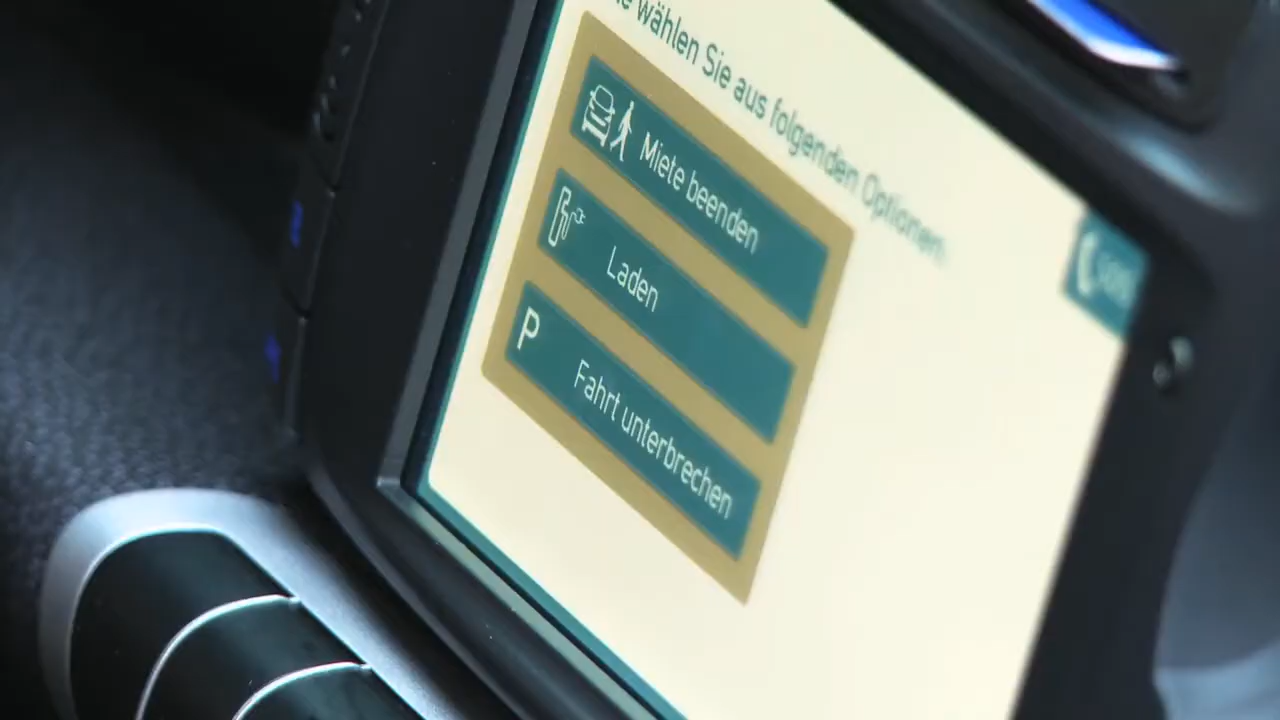 wählen Sie aus folgenden Optionen
Miete beenden
Laden
P
Fahrt unterbrechen